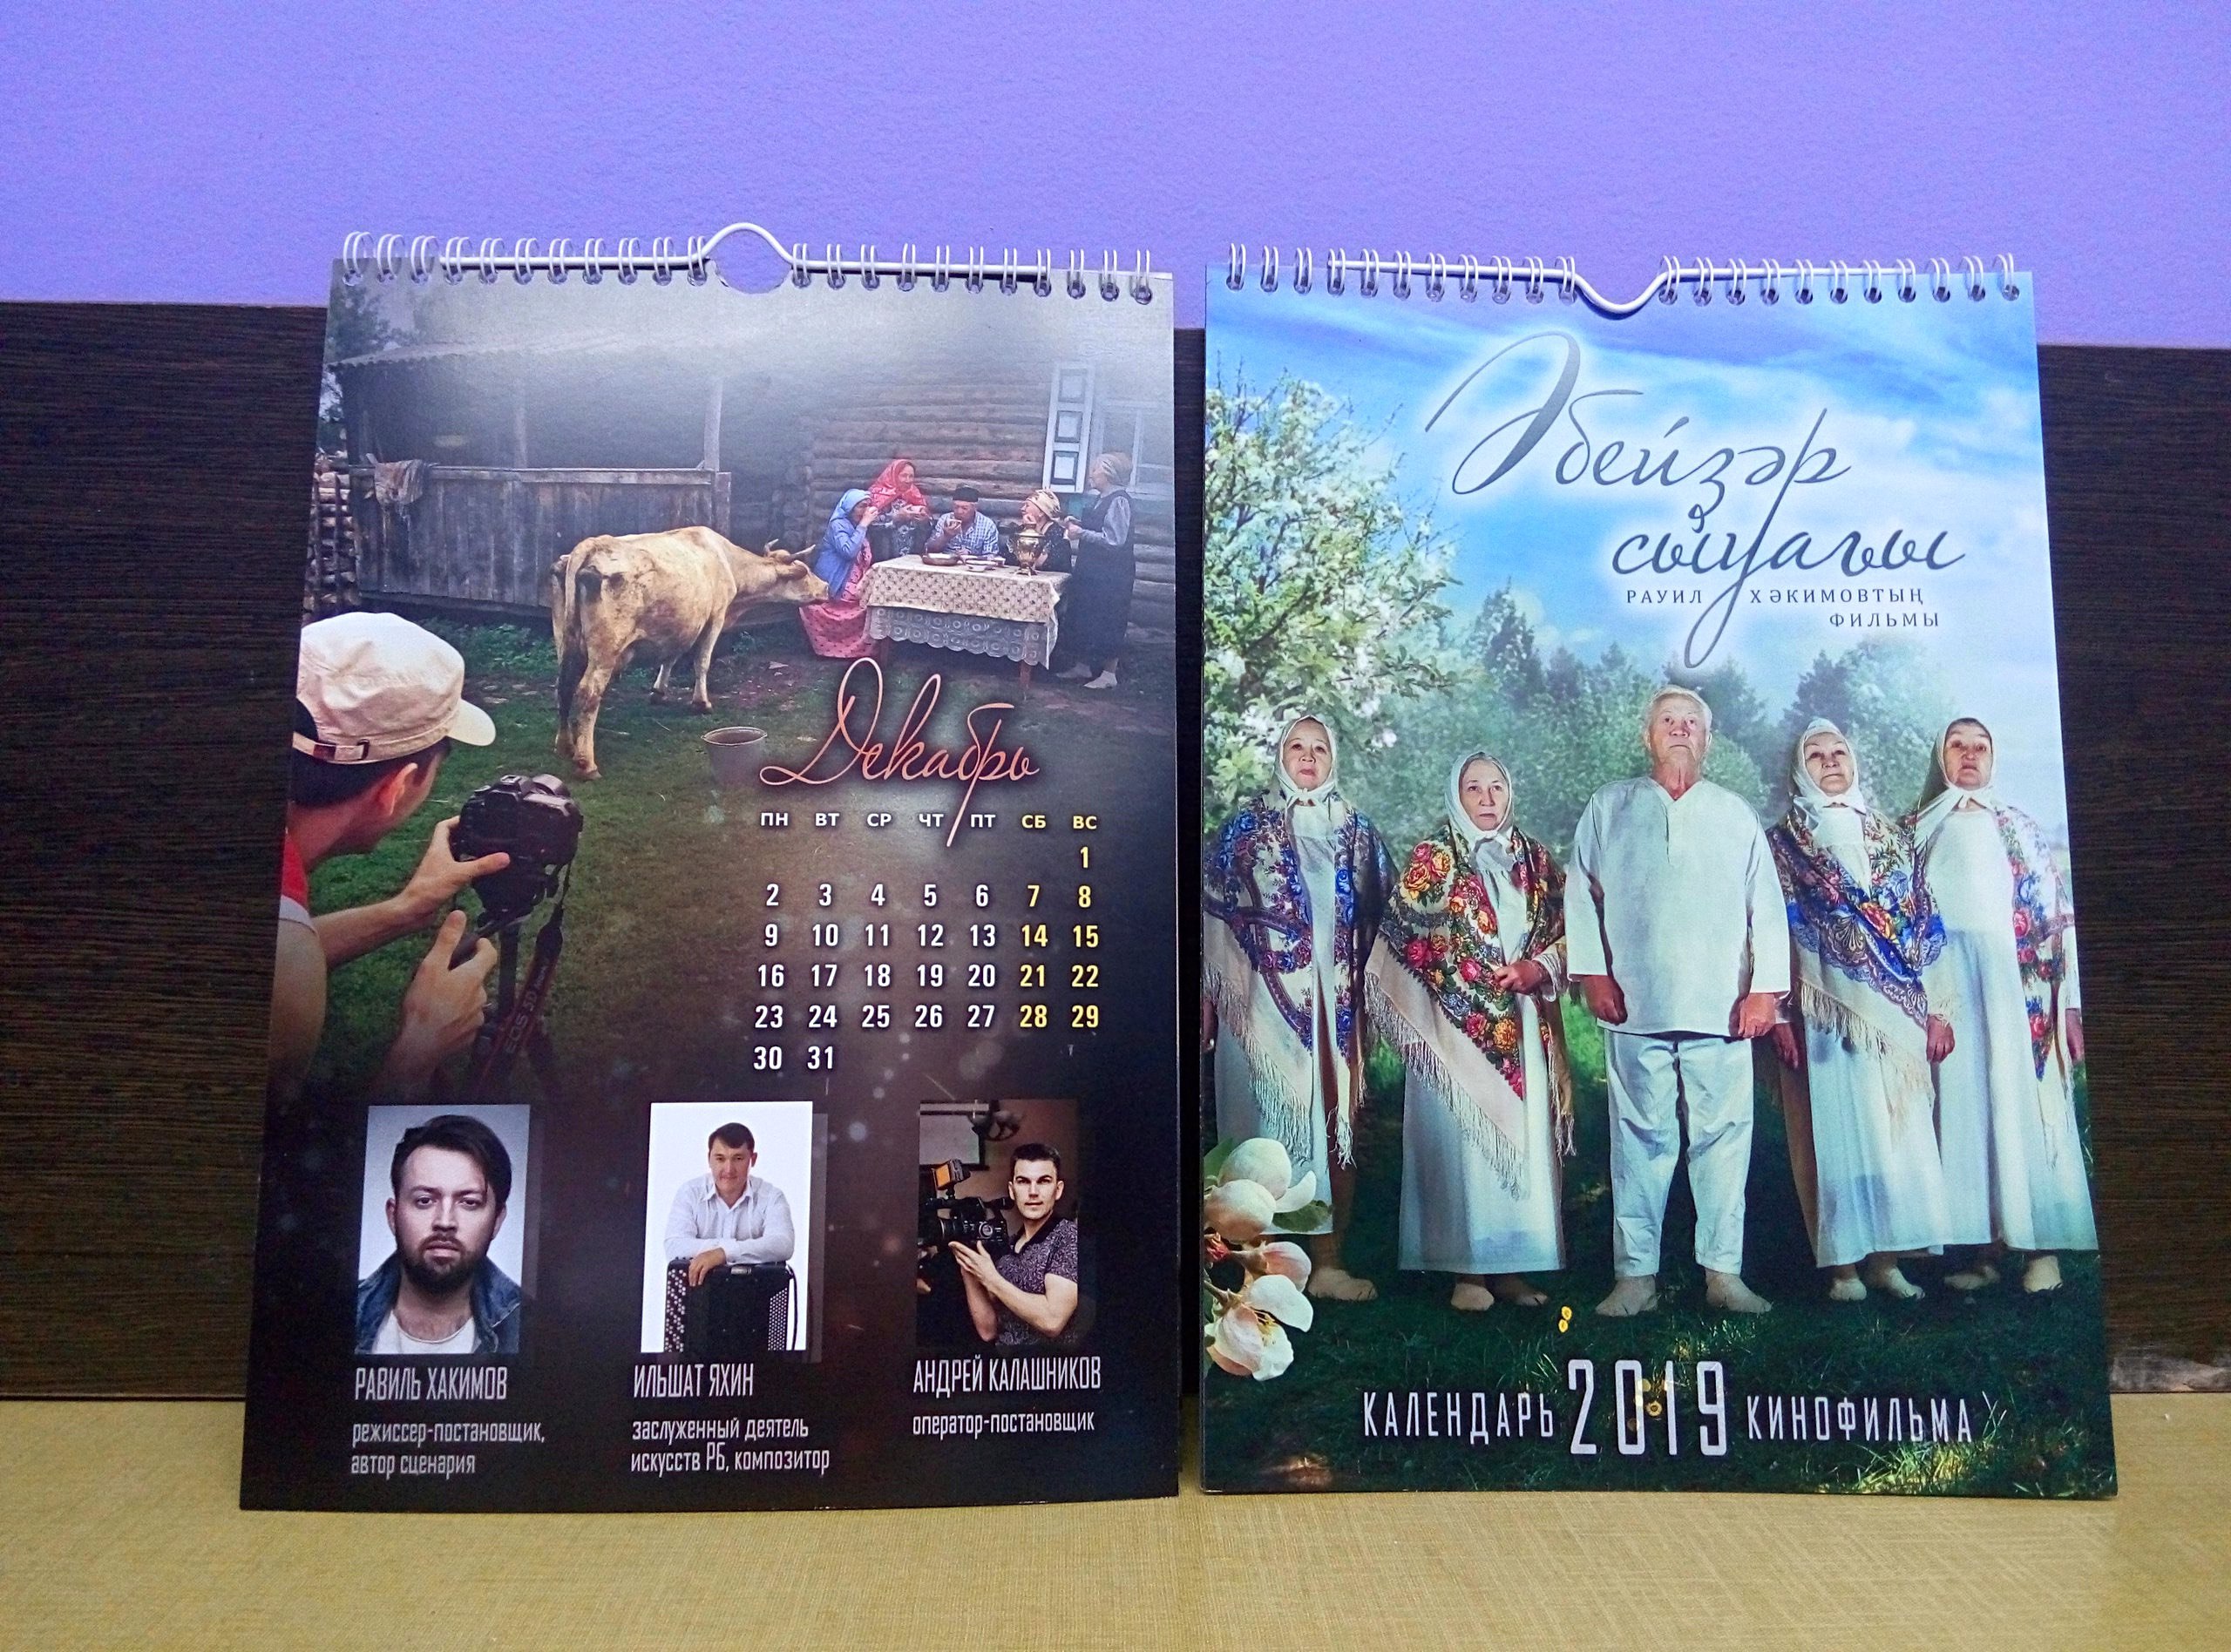 Декабрь
ПН ВТ СР ЧТ ПТ СБ ВС
1
2 3 4 5 6 7 8
9 10 11 12 13 14 15
16 17 18 19 20 21 22
23 24 25 26 27 28 29
30 31
РАВИЛЬ ХАКИМОВ
режиссер-постановщик,
автор сценария
ИЛЬШАТ ЯХИН
заслуженный деятель
искусств РБ, композитор
АНДРЕЙ КАЛАШНИКОВ
оператор-постановщик
Әбейҙәр
сыуағы
РАУИЛ ХӘКИМОВТЫҢ
ФИЛЬМЫ
КАЛЕНДАРЬ 2019 КИНОФИЛЬМА